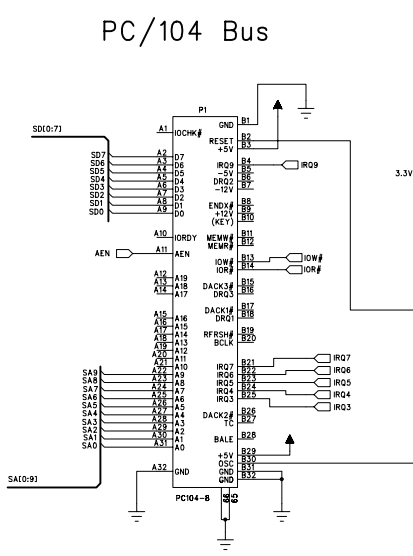 PC/104 Bus
P1
SD[0:7]
3.3V
A1 IOCHK#
SD7 A2 D7
SD6 A3 D6
SD5 A4 D5
SD4 A5 D4
SD3 A6 D3
SD2 A7 D2
SD1 A8 D1
SD0 A9 D0
A10 IORDY
AEN A11 AEN
A12 A19
A13 A18
A14 A17
A15 A16
A16 A15
A17 A14
A18 A13
A19 A12
A20 A11
A21 A10
SA9 A22 A9
SA8 A23 A8
SA7 A24 A7
SA6 A25 A6
SA5 A26 A5
SA4 A27 A4
SA3 A28 A3
SA2 A29 A2
SA1 A30 A1
SA0 A31 A0
A32 GND
SA[0:9]
GND B1
RESET B2
+5V B3
IRQ9 B4 IRQ9
-5V B5
DRQ2 B6
-12V B7
ENDX# B8
+12V B9
(KEY) B10
MEMW# B11
MEMR# B12
IOW# B13 IOW#
IOR# B14 IOR#
DACK3# B15
DRQ3 B16
DACK1# B17
DRQ1 B18
RFRSH# B19
BCLK B20
IRQ7 B21 IRQ7
IRQ6 B22 IRQ6
IRQ5 B23 IRQ5
IRQ4 B24 IRQ4
IRQ3 B25 IRQ3
DACK2# B26
TC B27
BALE B28
+5V B29
OSC B30
GND B31
GND B32
PC104-8
66
65